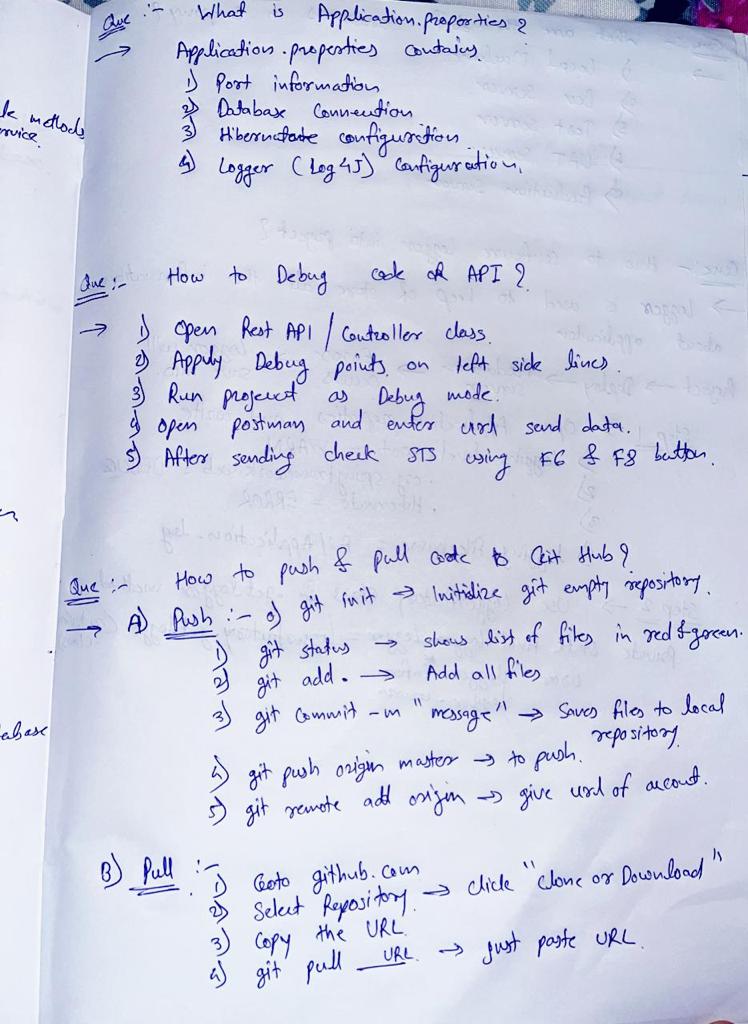 Que :- What is Application.properties ?
→ Application.properties contains.
1) Port information
2) Database Connection
3) Hibernatate configuration
4) Logger (Log4J) Configuration,
de methods
ervice.
Que :- How to Debug code of API ?
→ 1) Open Rest API / Controller class.
2) Apply Debug points on left side lines.
3) Run project as Debug mode.
4) open postman and enter url send data.
5) After sending check STS using F6 & F8 button.
Que :- How to push & pull code to Git Hub ?
→ A) Push :- 0) git init → Initialize git empty repository.
1) git status → shows list of files in red & green.
2) git add . → Add all files
3) git commit -m "message" → Saves files to local
repository.
abase
4) git push origin master → to push.
5) git remote add origin → give url of account.
B) Pull :-
1) Goto github.com
2) Select Repository. → click "Clone or Download"
3) Copy the URL.
4) git pull URL → just paste URL.